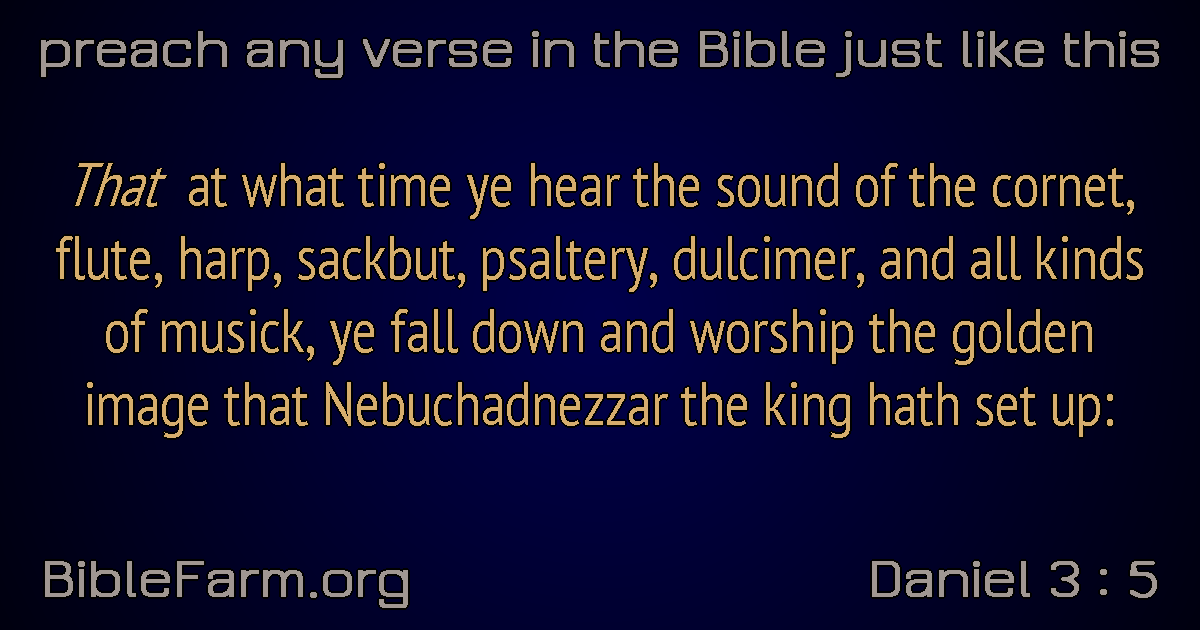 preach any verse in the Bible just like this
That at what time ye hear the sound of the cornet,
flute, harp, sackbut, psaltery, dulcimer, and all kinds
of musick, ye fall down and worship the golden
image that Nebuchadnezzar the king hath set up:
BibleFarm.org
Daniel 3 : 5